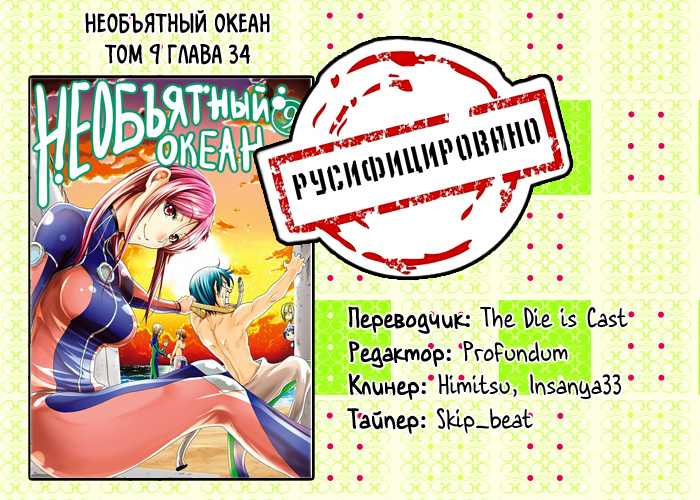 НЕОБЪЯТНЫЙ ОКЕАН
ТОМ 9 ГЛАВА 34
НЕОБЪЯТНЫЙ
ОКЕАН
9
РУСИФИЦИРОВАНО
Переводчик: The Die is Cast
Редактор: Profundum
Клинер: Himitsu, Insanya33
Тайпер: Skip_beat